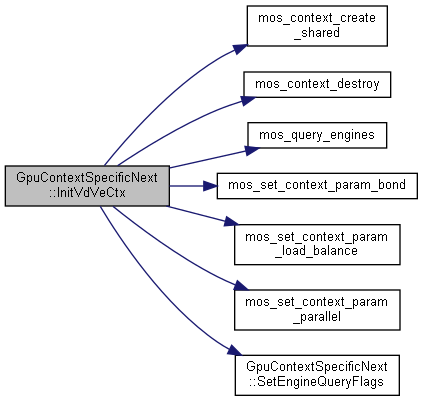 mos_context_create
_shared
mos_context_destroy
mos_query_engines
GpuContextSpecificNext
::InitVdVeCtx
mos_set_context_param_bond
mos_set_context_param
_load_balance
mos_set_context_param
_parallel
GpuContextSpecificNext
::SetEngineQueryFlags